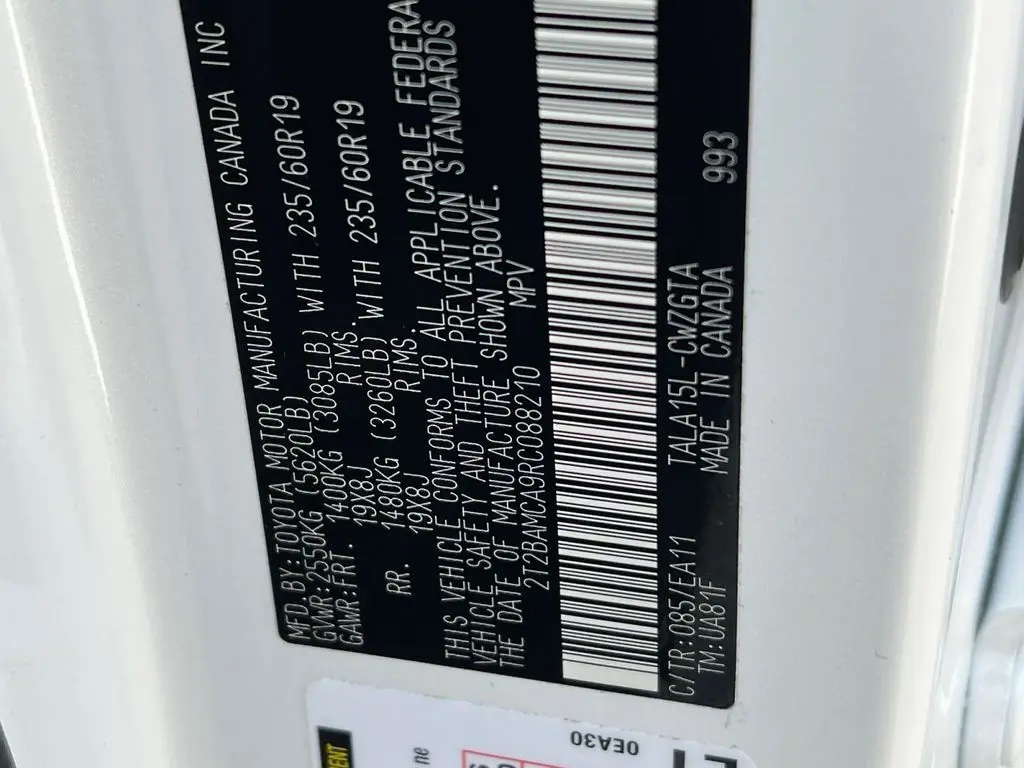 MFD.BY:TOYOTA MOTOR MANUFACTURING CANADA INC
GVWR:2550KG (5620LB)
GAWR:FRT. 1400KG (3085LB) WITH 235/60R19
19X8J RIMS.
RR. 1480KG (3260LB) WITH 235/60R19
19X8J RIMS.
THIS VEHICLE CONFORMS TO ALL APPLICABLE FEDERA
VEHICLE SAFETY AND THEFT PREVENTION STANDARDS
THE DATE OF MANUFACTURE SHOWN ABOVE.
2T2BAMCA9RC088210 MPV
C/TR:085/EA11 TALA15L-CWZGTA 993
TM:UA81F MADE IN CANADA
0EA30